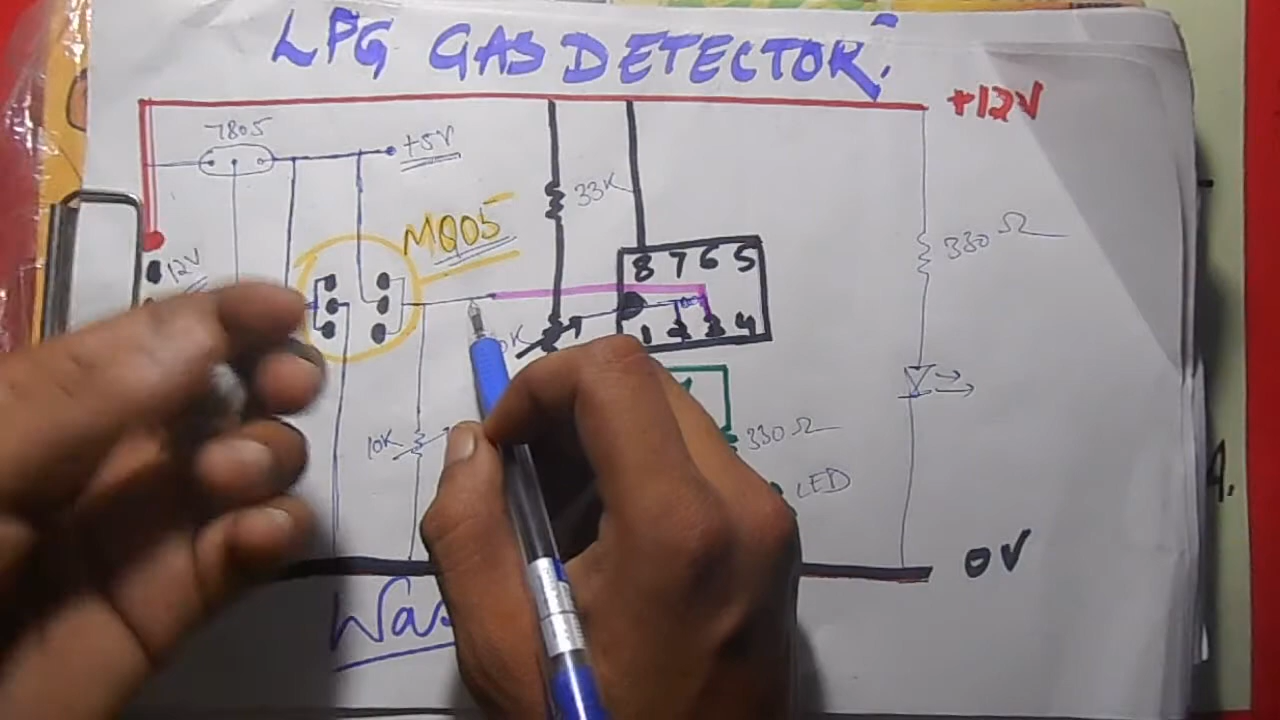 LPG GAS DETECTOR.
+12V
7805
+5V
MQ05
33K
330 Ω
12V
8 7 6 5
1 2 3 4
10K
330 Ω
LED
0V